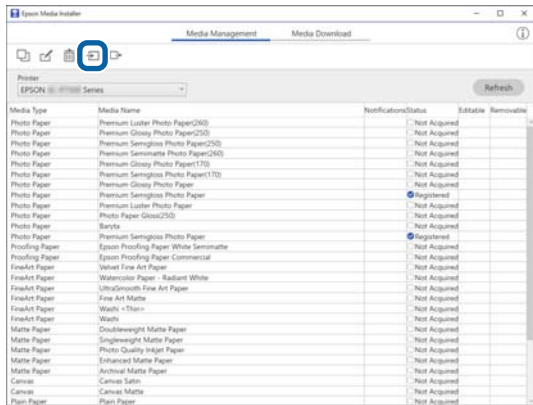 Epson Media Installer
Media Management Media Download
Printer
EPSON Series
Refresh
Media Type Media Name Notifications Status Editable Removable
Photo Paper Premium Luster Photo Paper(260) Not Acquired
Photo Paper Premium Glossy Photo Paper(250) Not Acquired
Photo Paper Premium Semigloss Photo Paper(250) Not Acquired
Photo Paper Premium Semimatte Photo Paper(260) Not Acquired
Photo Paper Premium Glossy Photo Paper(170) Not Acquired
Photo Paper Premium Semigloss Photo Paper(170) Not Acquired
Photo Paper Premium Glossy Photo Paper Not Acquired
Photo Paper Premium Semigloss Photo Paper Registered
Photo Paper Premium Luster Photo Paper Not Acquired
Photo Paper Photo Paper Gloss(250) Not Acquired
Photo Paper Baryta Not Acquired
Photo Paper Premium Semigloss Photo Paper Registered
Proofing Paper Epson Proofing Paper White Semimatte Not Acquired
Proofing Paper Epson Proofing Paper Commercial Not Acquired
FineArt Paper Velvet Fine Art Paper Not Acquired
FineArt Paper Watercolor Paper - Radiant White Not Acquired
FineArt Paper UltraSmooth Fine Art Paper Not Acquired
FineArt Paper Fine Art Matte Not Acquired
FineArt Paper Washi <Thin> Not Acquired
FineArt Paper Washi Not Acquired
Matte Paper Doubleweight Matte Paper Not Acquired
Matte Paper Singleweight Matte Paper Not Acquired
Matte Paper Photo Quality Inkjet Paper Not Acquired
Matte Paper Enhanced Matte Paper Not Acquired
Matte Paper Archival Matte Paper Not Acquired
Canvas Canvas Satin Not Acquired
Canvas Canvas Matte Not Acquired
Plain Paper Plain Paper Not Acquired